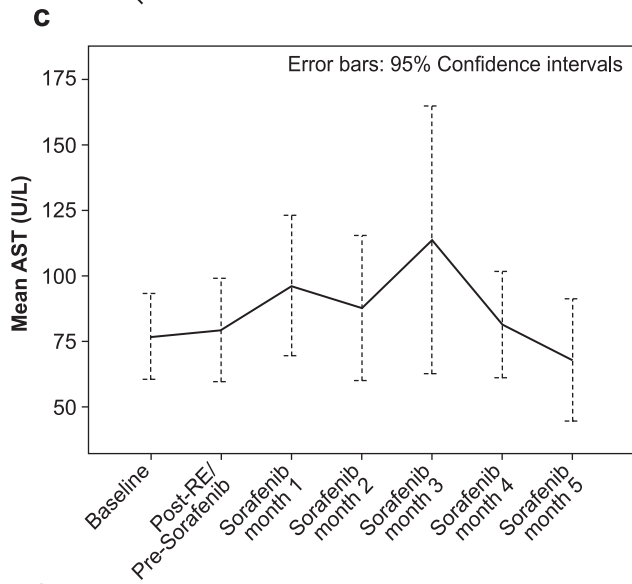 c
Error bars: 95% Confidence intervals
175
150
125
100
75
50
Mean AST (U/L)
Baseline
Post-RE/
Pre-Sorafenib
Sorafenib
month 1
Sorafenib
month 2
Sorafenib
month 3
Sorafenib
month 4
Sorafenib
month 5